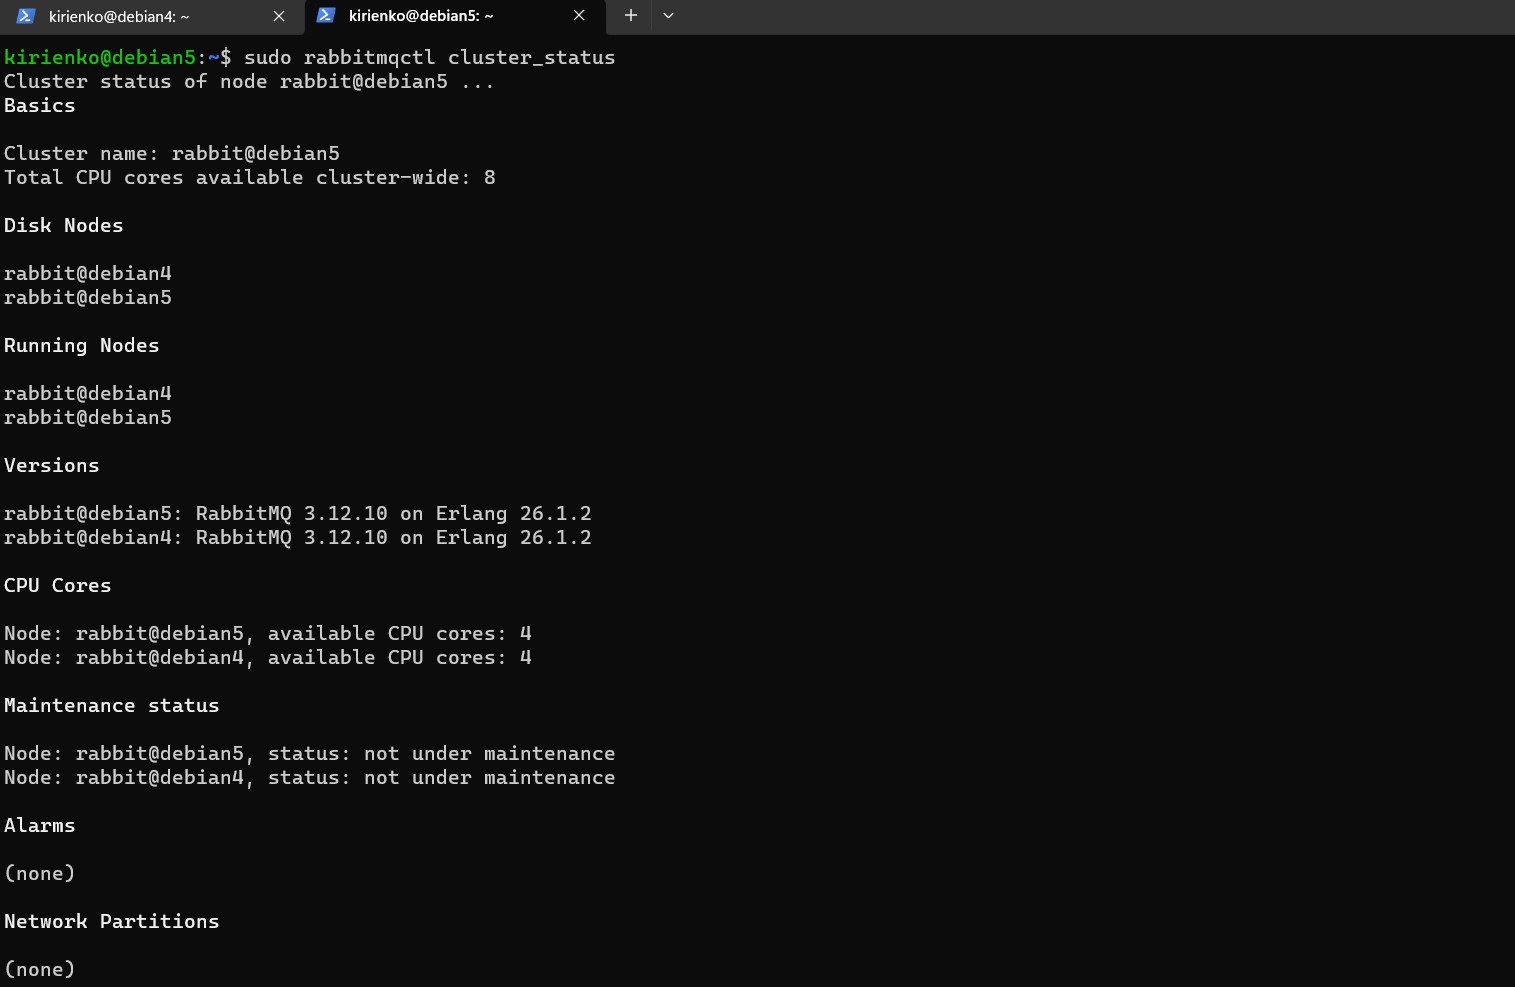 kirienko@debian4: ~
kirienko@debian5: ~
kirienko@debian5:~$ sudo rabbitmqctl cluster_status
Cluster status of node rabbit@debian5 ...
Basics
Cluster name: rabbit@debian5
Total CPU cores available cluster-wide: 8
Disk Nodes
rabbit@debian4
rabbit@debian5
Running Nodes
rabbit@debian4
rabbit@debian5
Versions
rabbit@debian5: RabbitMQ 3.12.10 on Erlang 26.1.2
rabbit@debian4: RabbitMQ 3.12.10 on Erlang 26.1.2
CPU Cores
Node: rabbit@debian5, available CPU cores: 4
Node: rabbit@debian4, available CPU cores: 4
Maintenance status
Node: rabbit@debian5, status: not under maintenance
Node: rabbit@debian4, status: not under maintenance
Alarms
(none)
Network Partitions
(none)